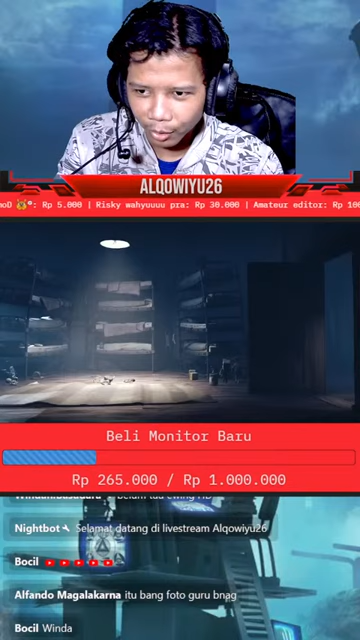 ALQOWIYU26
: Rp 5.000 | Risky wahyuuuu pra: Rp 30.000 | Amateur editor: Rp
Beli Monitor Baru
Rp 265.000 / Rp 1.000.000
Nightbot Selamat datang di livestream Alqowiyu26
Bocil
Alfando Magalakarna itu bang foto guru bnag
Bocil Winda